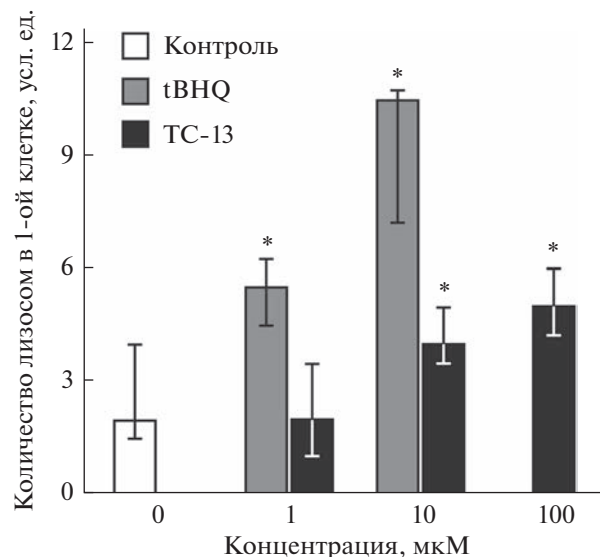 Количество лизосом в 1-ой клетке, усл. ед.
12
9
6
3
0
Контроль
tBHQ
ТС-13
*
*
*
*
0 1 10 100
Концентрация, мкМ